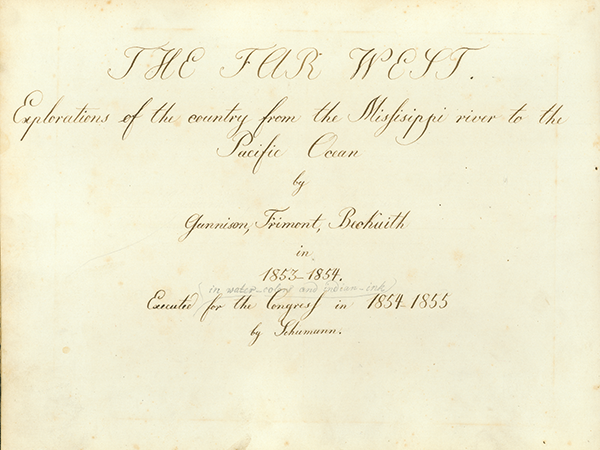 THE FAR WEST.
Explorations of the country from the Missisippi river to the
Pacific Ocean
by
Gunnison, Frimont, Beckwith
in
1853-1854.
(in water-colors and indian-ink)
Executed for the Congress in 1854-1855
by Schumann.